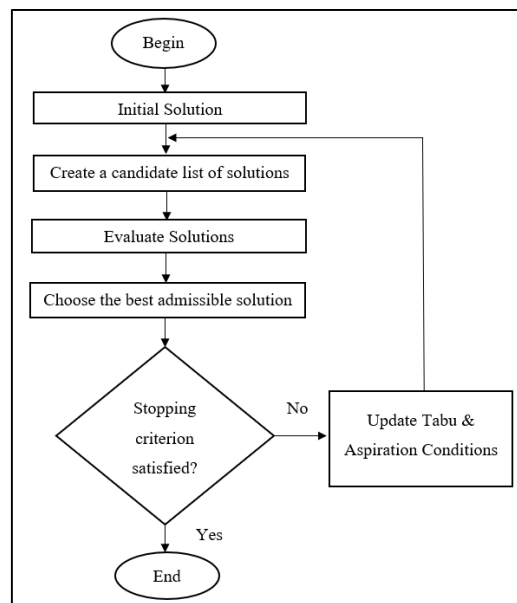 Begin
Initial Solution
Create a candidate list of solutions
Evaluate Solutions
Choose the best admissible solution
Stopping
criterion
satisfied?
No
Update Tabu &
Aspiration Conditions
Yes
End